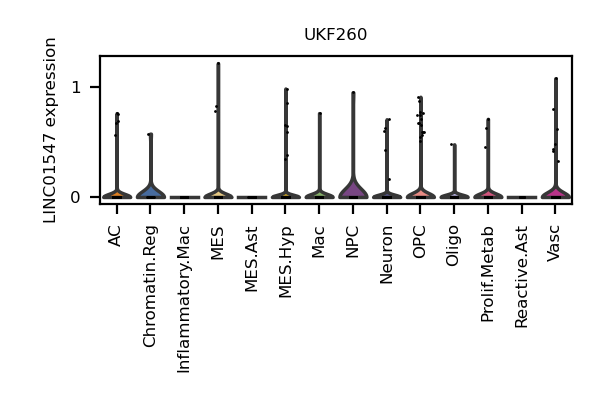 UKF260
LINC01547 expression
1
0
AC
Chromatin.Reg
Inflammatory.Mac
MES
MES.Ast
MES.Hyp
Mac
NPC
Neuron
OPC
Oligo
Prolif.Metab
Reactive.Ast
Vasc